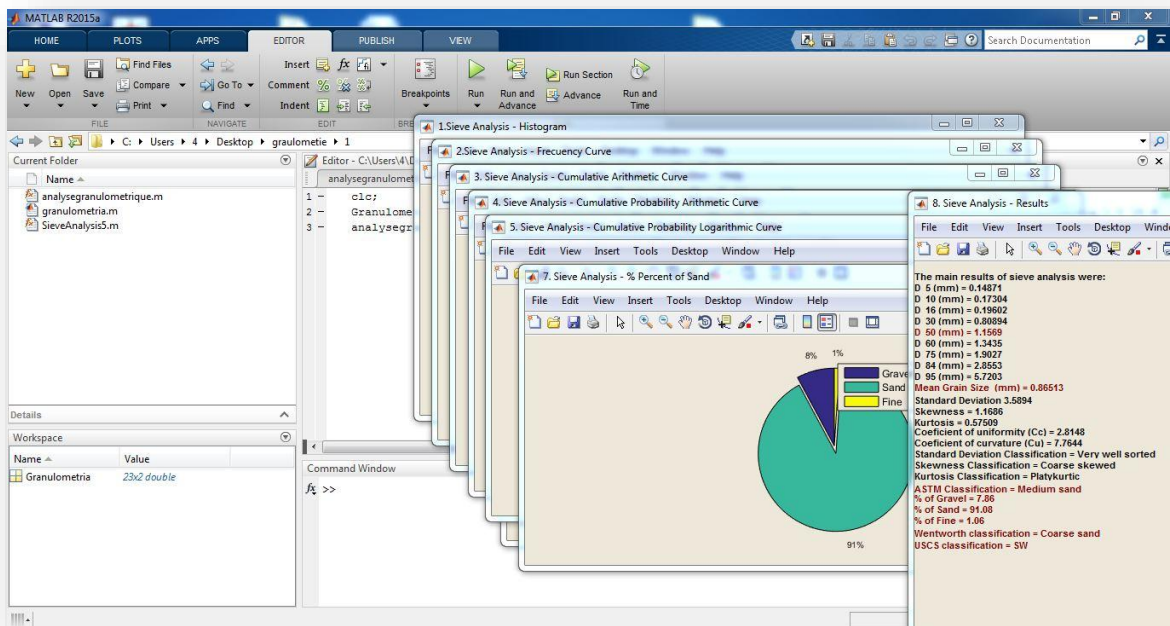 MATLAB R2015a
HOME PLOTS APPS EDITOR PUBLISH VIEW
Search Documentation
New Open Save Find Files Compare Print
Go To Find
Insert Comment Indent
Breakpoints
Run Run and Advance Run Section Advance Run and Time
FILE NAVIGATE EDIT
C: Users 4 Desktop graulometie 1
Current Folder
Name
analysegranulometrique.m
granulometria.m
SieveAnalysis5.m
Details
Workspace
Name Value
Granulometria 23x2 double
Editor - C:\Users\4\D
analysegranulomet
1 - clc;
2 - Granulome
3 - analysegr
Command Window
fx >>
1.Sieve Analysis - Histogram
2.Sieve Analysis - Frecuency Curve
3. Sieve Analysis - Cumulative Arithmetic Curve
4. Sieve Analysis - Cumulative Probability Arithmetic Curve
5. Sieve Analysis - Cumulative Probability Logarithmic Curve
File Edit View Insert Tools Desktop Window Help
7. Sieve Analysis - % Percent of Sand
File Edit View Insert Tools Desktop Window Help
8% 1%
Grave
Sand
Fine
91%
8. Sieve Analysis - Results
File Edit View Insert Tools Desktop Windo
The main results of sieve analysis were:
D 5 (mm) = 0.14871
D 10 (mm) = 0.17304
D 16 (mm) = 0.19602
D 30 (mm) = 0.80894
D 50 (mm) = 1.1569
D 60 (mm) = 1.3435
D 75 (mm) = 1.9027
D 84 (mm) = 2.8553
D 95 (mm) = 5.7203
Mean Grain Size (mm) = 0.86513
Standard Deviation 3.5894
Skewness = 1.1686
Kurtosis = 0.57509
Coeficient of uniformity (Cc) = 2.8148
Coeficient of curvature (Cu) = 7.7644
Standard Deviation Classification = Very well sorted
Skewness Classification = Coarse skewed
Kurtosis Classification = Platykurtic
ASTM Classification = Medium sand
% of Gravel = 7.86
% of Sand = 91.08
% of Fine = 1.06
Wentworth classification = Coarse sand
USCS classification = SW